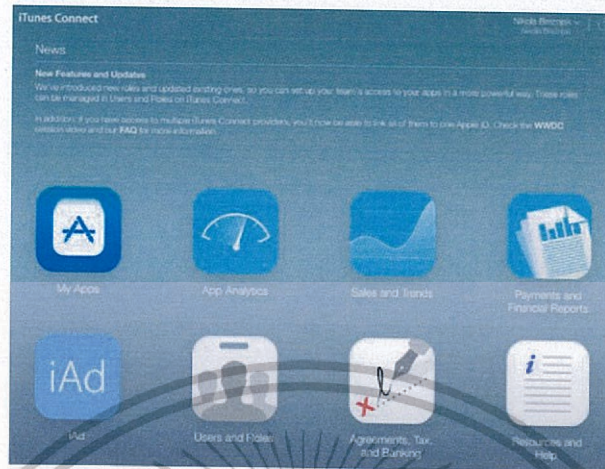 iTunes Connect
Nikola Brežnjak
Nikola Brežnjak
News
New Features and Updates
We've introduced new roles and updated existing ones, so you can set up your team's access to your apps in a more powerful way. These roles
can be managed in Users and Roles on iTunes Connect.
In addition, if you have access to multiple iTunes Connect providers, you'll now be able to link all of them to one Apple ID. Check the WWDC
session video and our FAQ for more information.
My Apps
App Analytics
Sales and Trends
Payments and
Financial Reports
iAd
iAd
Users and Roles
Agreements, Tax,
and Banking
Resources and
Help